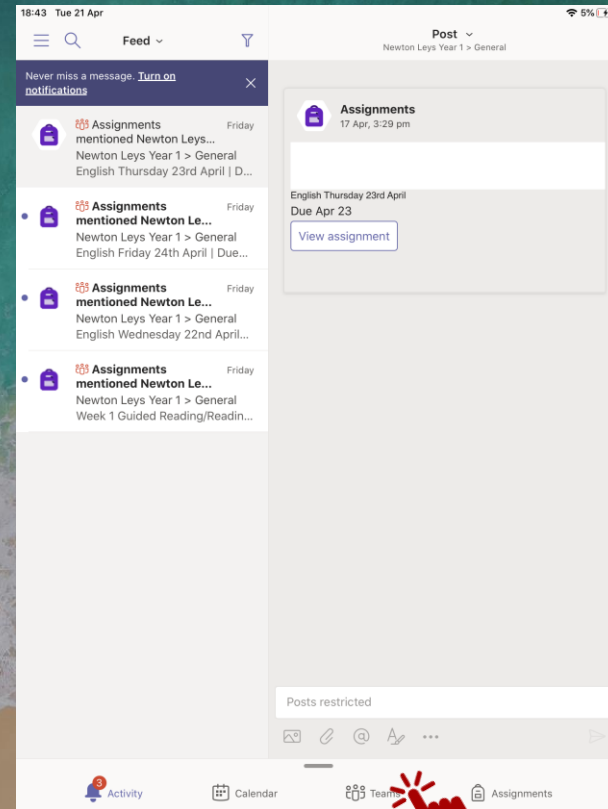 18:43 Tue 21 Apr
5%
Feed
Never miss a message. Turn on
notifications
Assignments Friday
mentioned Newton Leys...
Newton Leys Year 1 > General
English Thursday 23rd April | D...
Assignments Friday
mentioned Newton Le...
Newton Leys Year 1 > General
English Friday 24th April | Due...
Assignments Friday
mentioned Newton Le...
Newton Leys Year 1 > General
English Wednesday 22nd April...
Assignments Friday
mentioned Newton Le...
Newton Leys Year 1 > General
Week 1 Guided Reading/Readin...
Post
Newton Leys Year 1 > General
Assignments
17 Apr, 3:29 pm
English Thursday 23rd April
Due Apr 23
View assignment
Posts restricted
3
Activity
Calendar
Teams
Assignments